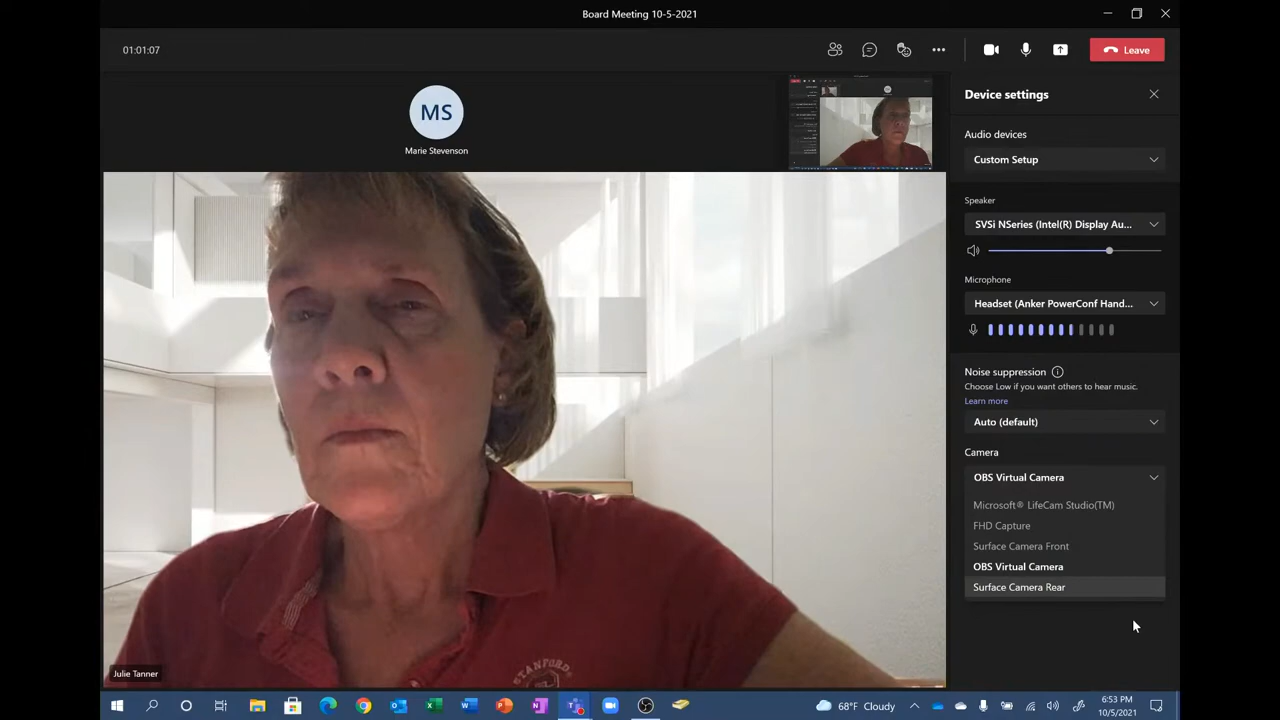 Board Meeting 10-5-2021
01:01:07
Leave
MS
Marie Stevenson
Device settings
Audio devices
Custom Setup
Speaker
SVSi NSeries (Intel(R) Display Au...
Microphone
Headset (Anker PowerConf Hand...
Noise suppression
Choose Low if you want others to hear music.
Learn more
Auto (default)
Camera
OBS Virtual Camera
Microsoft® LifeCam Studio(TM)
FHD Capture
Surface Camera Front
OBS Virtual Camera
Surface Camera Rear
STANFORD
Julie Tanner
68°F Cloudy
6:53 PM
10/5/2021